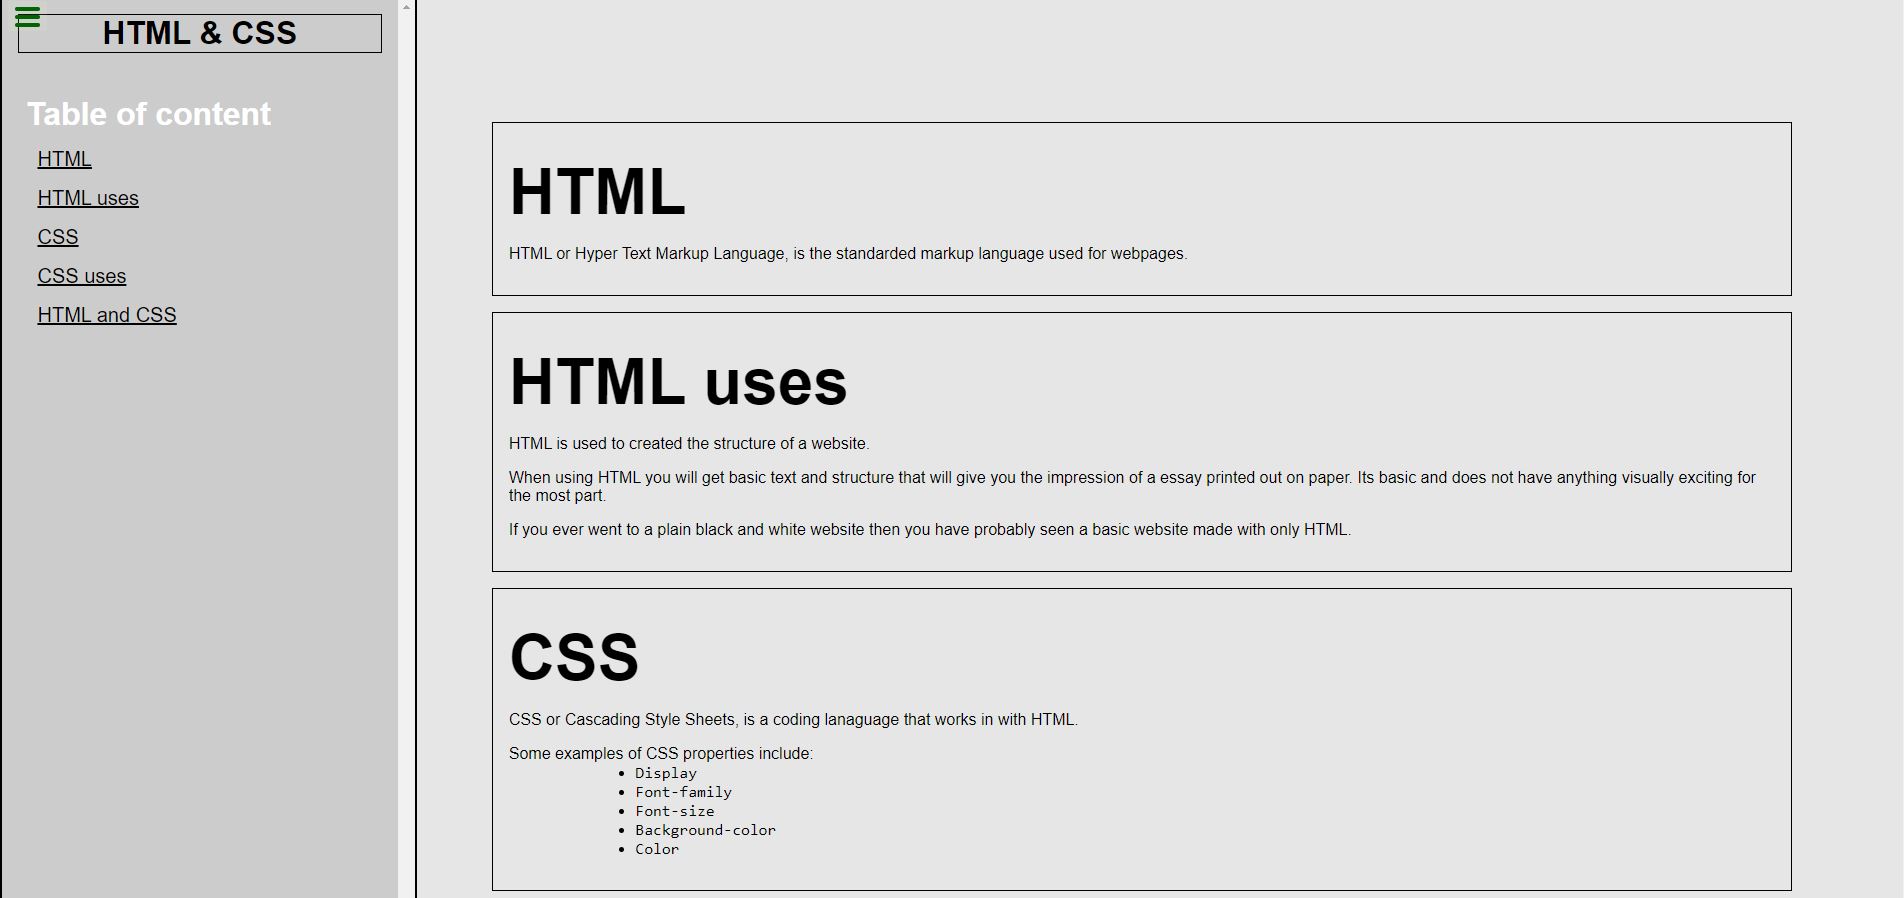 HTML & CSS
Table of content
HTML
HTML uses
CSS
CSS uses
HTML and CSS
HTML
HTML or Hyper Text Markup Language, is the standarded markup language used for webpages.
HTML uses
HTML is used to created the structure of a website.
When using HTML you will get basic text and structure that will give you the impression of a essay printed out on paper. Its basic and does not have anything visually exciting for
the most part.
If you ever went to a plain black and white website then you have probably seen a basic website made with only HTML.
CSS
CSS or Cascading Style Sheets, is a coding lanaguage that works in with HTML.
Some examples of CSS properties include:
• Display
• Font-family
• Font-size
• Background-color
• Color